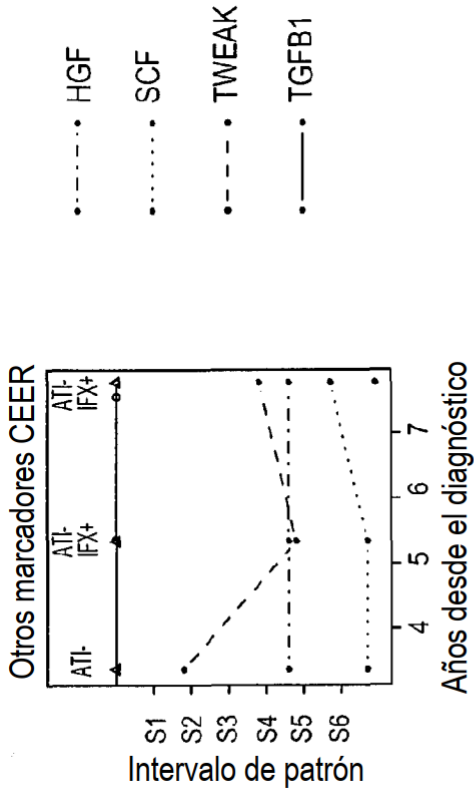 Otros marcadores CEER
ATI-
ATI-
IFX+
ATI-
IFX+
S1
S2
S3
S4
S5
S6
Intervalo de patrón
4
5
6
7
Años desde el diagnóstico
HGF
SCF
TWEAK
TGFB1